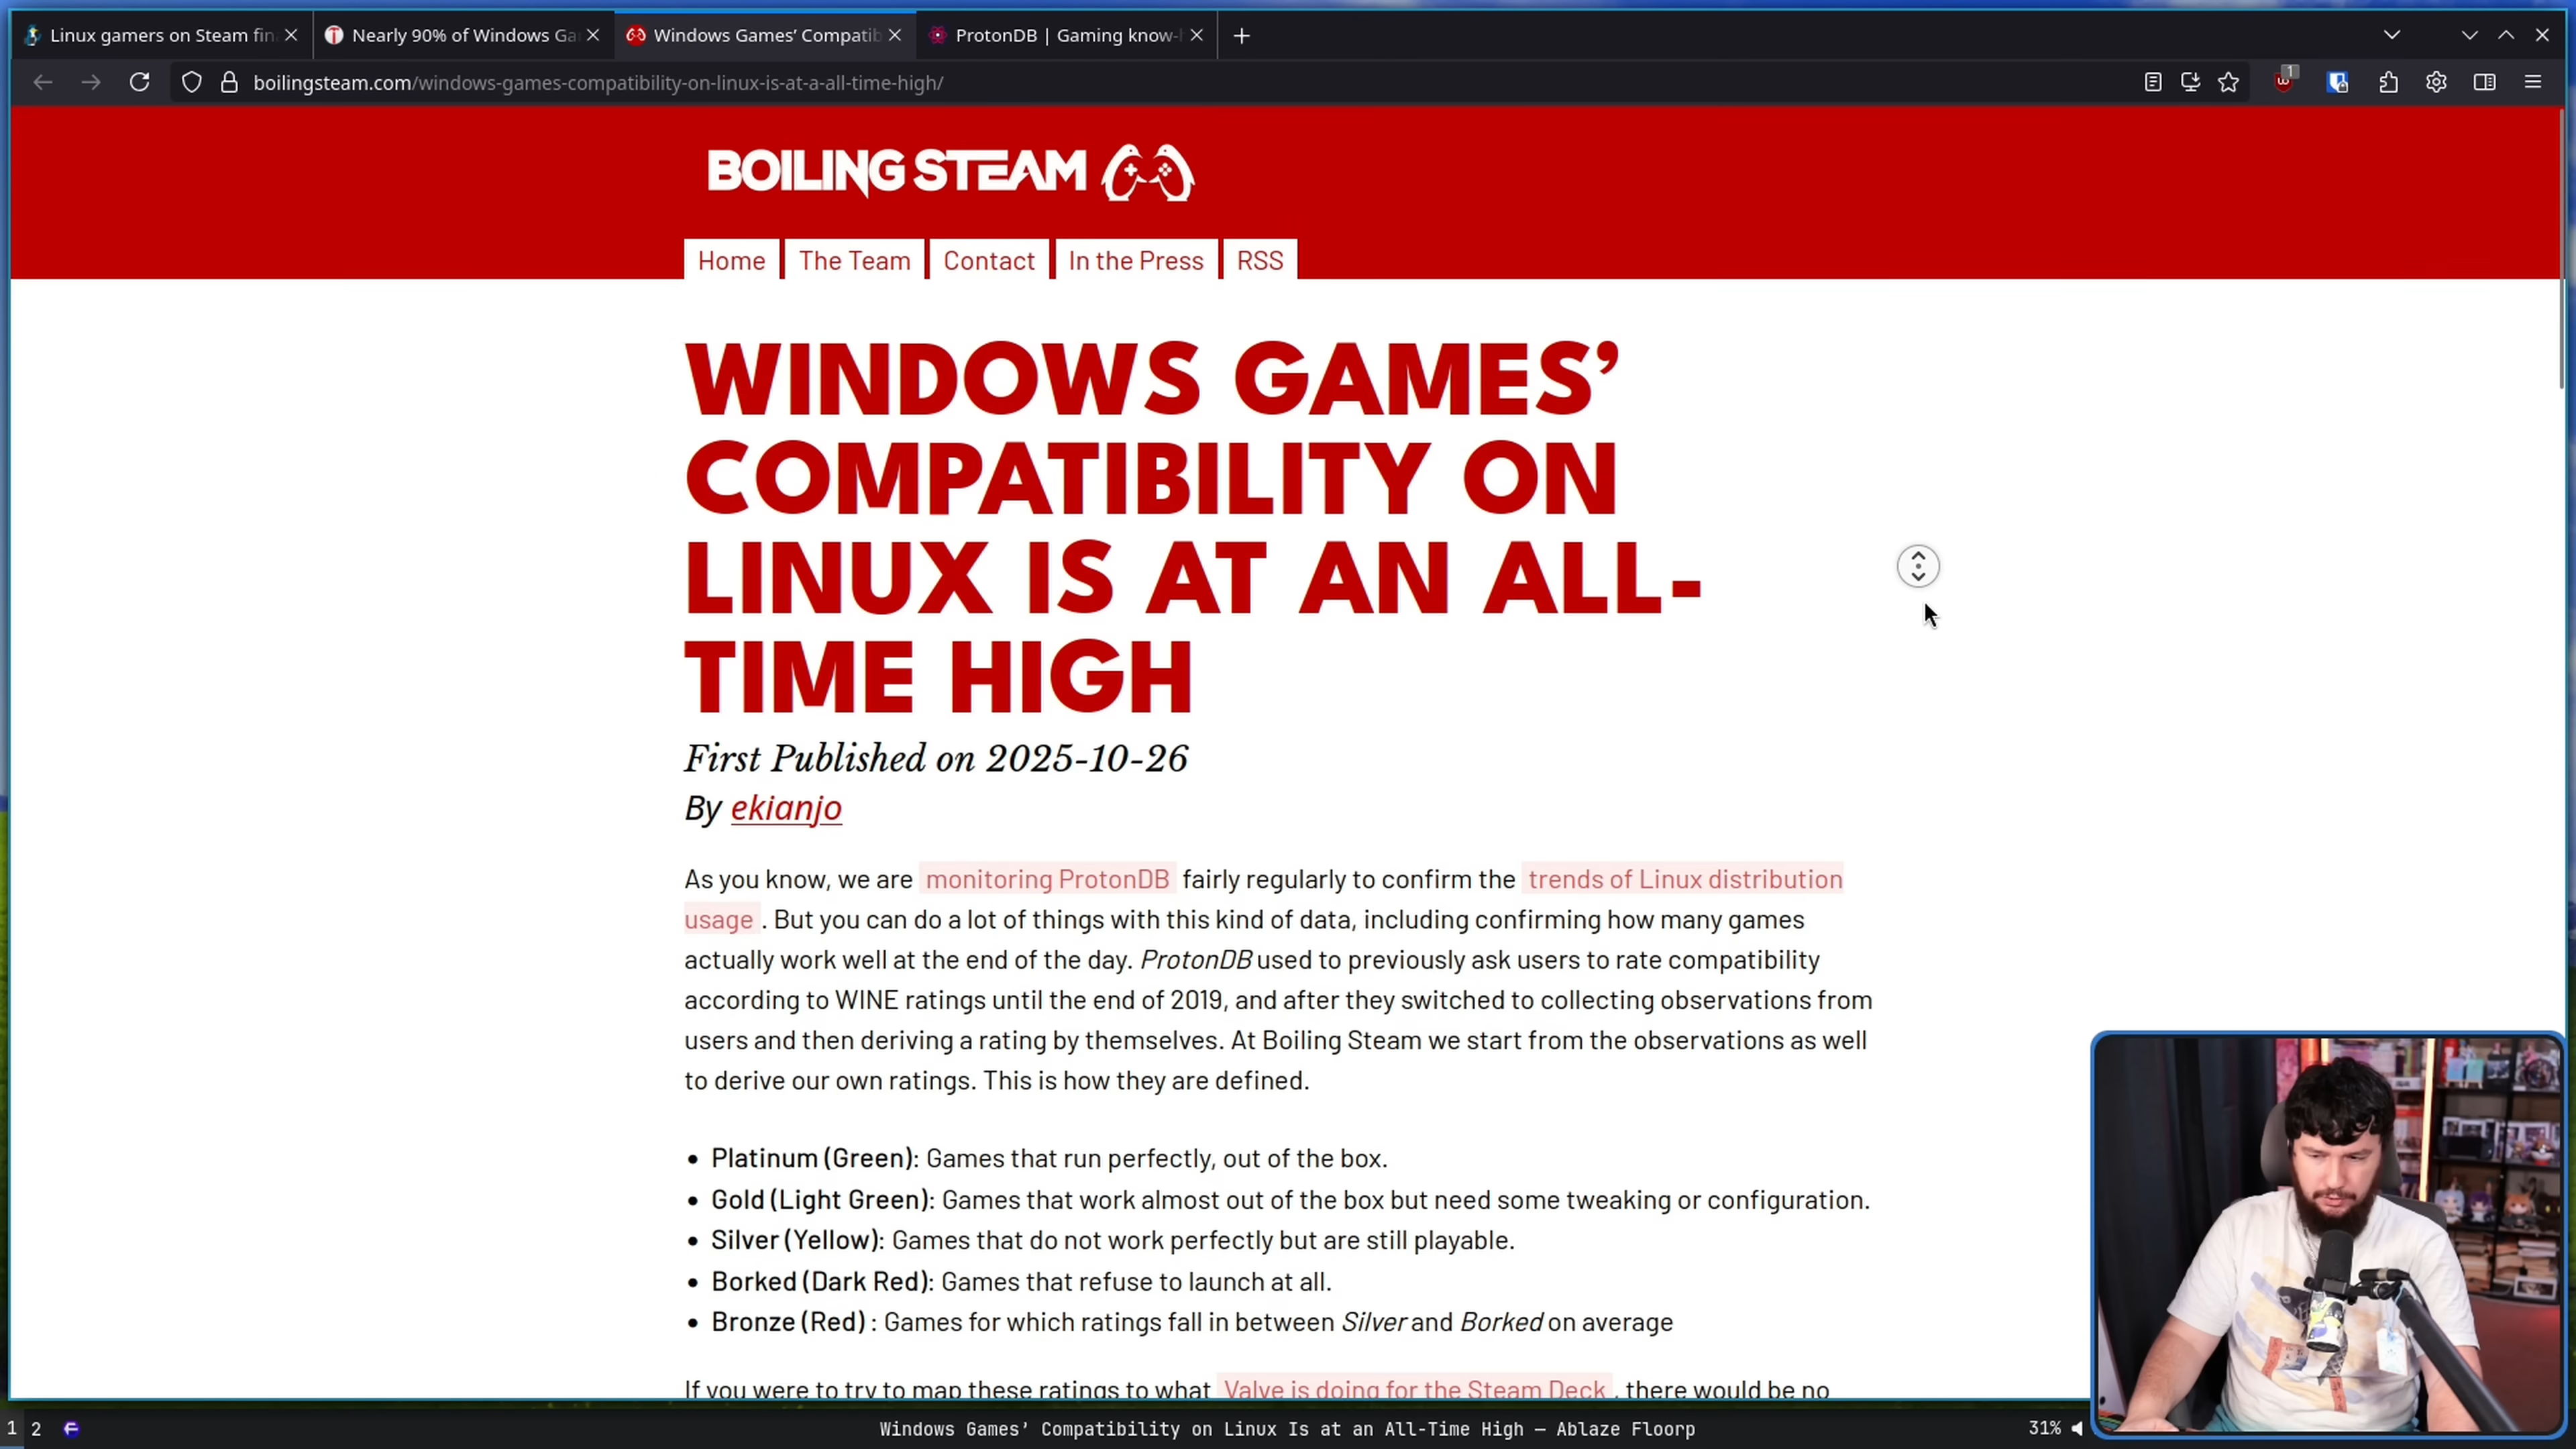 Linux gamers on Steam fin
Nearly 90% of Windows Ga
Windows Games’ Compatib
ProtonDB | Gaming know-h
boilingsteam.com/windows-games-compatibility-on-linux-is-at-a-all-time-high/
1
BOILING STEAM
Home
The Team
Contact
In the Press
RSS
WINDOWS GAMES’
COMPATIBILITY ON
LINUX IS AT AN ALL-
TIME HIGH
First Published on 2025-10-26
By ekianjo
As you know, we are monitoring ProtonDB fairly regularly to confirm the trends of Linux distribution
usage . But you can do a lot of things with this kind of data, including confirming how many games
actually work well at the end of the day. ProtonDB used to previously ask users to rate compatibility
according to WINE ratings until the end of 2019, and after they switched to collecting observations from
users and then deriving a rating by themselves. At Boiling Steam we start from the observations as well
to derive our own ratings. This is how they are defined.
• Platinum (Green): Games that run perfectly, out of the box.
• Gold (Light Green): Games that work almost out of the box but need some tweaking or configuration.
• Silver (Yellow): Games that do not work perfectly but are still playable.
• Borked (Dark Red): Games that refuse to launch at all.
• Bronze (Red) : Games for which ratings fall in between Silver and Borked on average
If you were to try to map these ratings to what Valve is doing for the Steam Deck , there would be no
1 2
Windows Games’ Compatibility on Linux Is at an All-Time High — Ablaze Floorp
31%